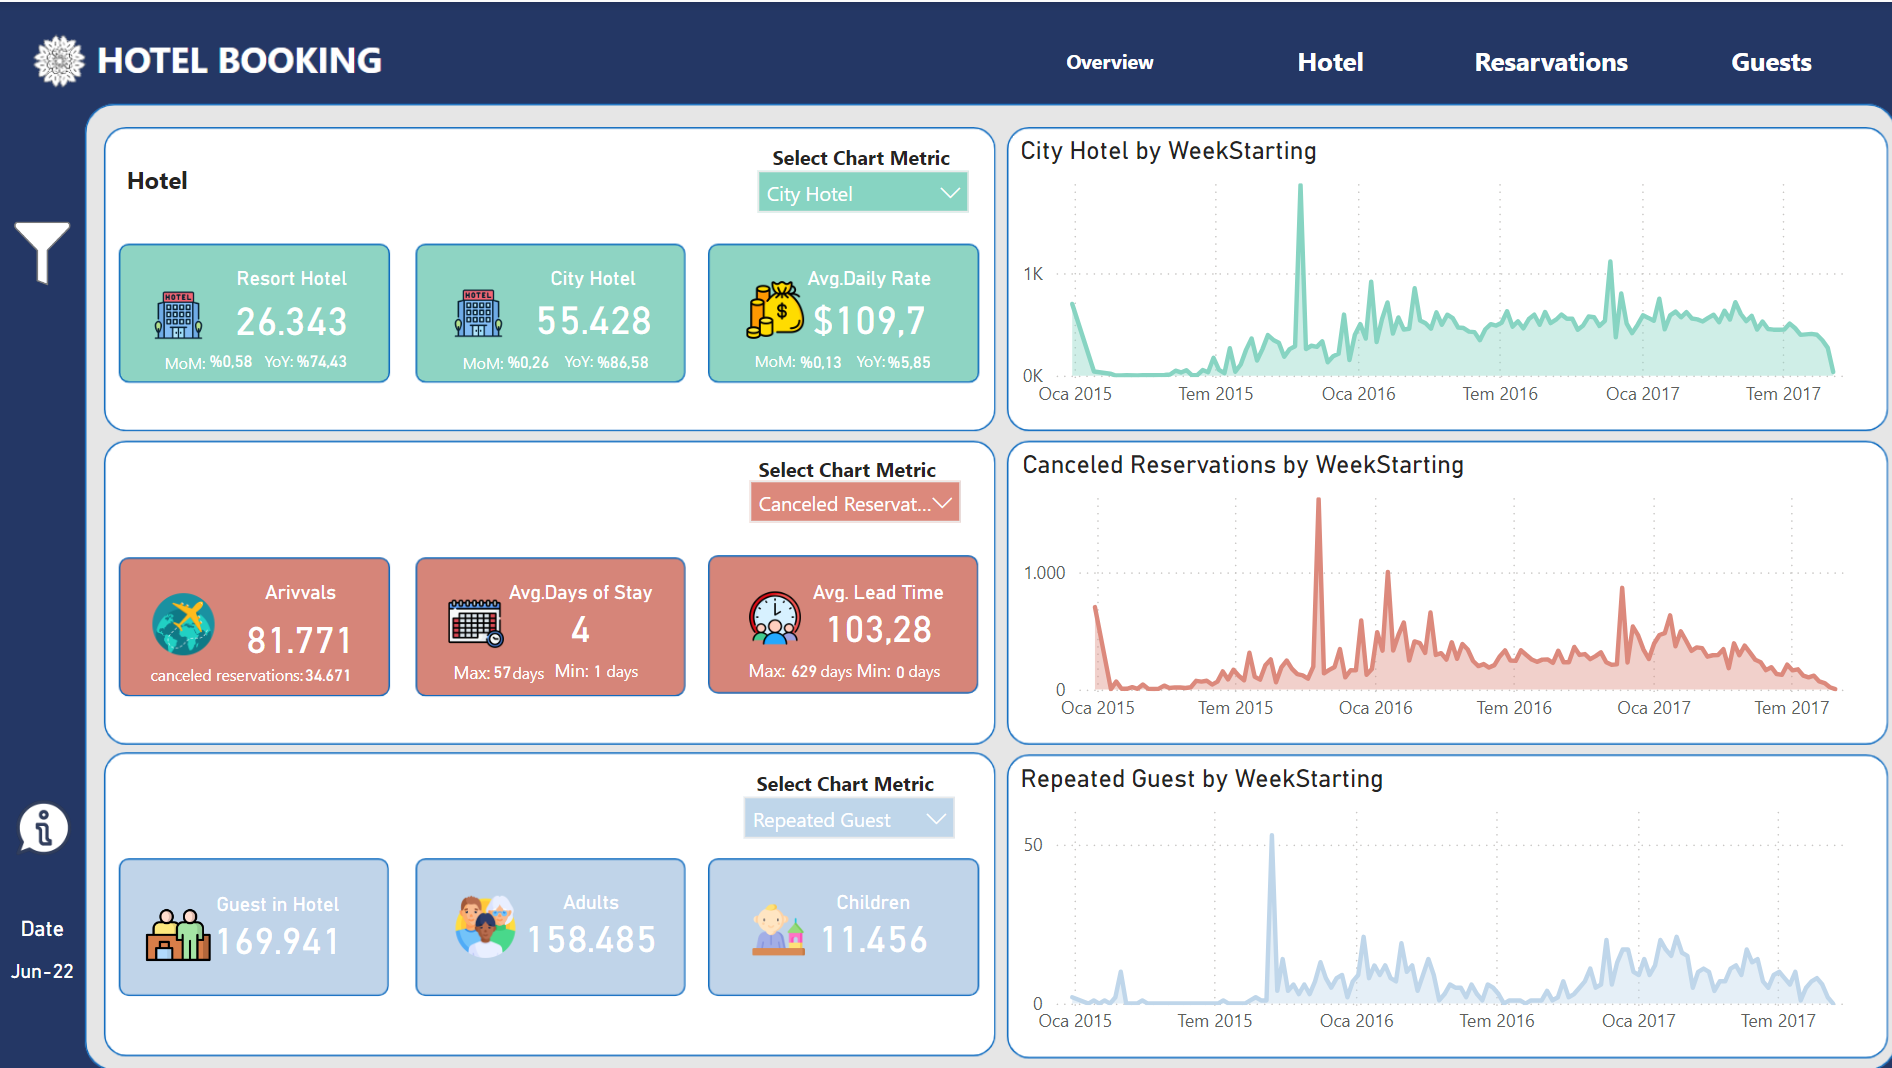 HOTEL BOOKING
Overview
Hotel
Resarvations
Guests
Hotel
Select Chart Metric
City Hotel
HOTEL
Resort Hotel
26.343
MoM: %0,58 YoY: %74,43
HOTEL
City Hotel
55.428
MoM: %0,26 YoY: %86,58
Avg.Daily Rate
$109,7
MoM: %0,13 YoY: %5,85
City Hotel by WeekStarting
1K
0K
Oca 2015 Tem 2015 Oca 2016 Tem 2016 Oca 2017 Tem 2017
Select Chart Metric
Canceled Reservat...
Arivvals
81.771
canceled reservations: 34.671
Avg.Days of Stay
4
Max: 57 days Min: 1 days
Avg. Lead Time
103,28
Max: 629 days Min: 0 days
Canceled Reservations by WeekStarting
1.000
0
Oca 2015 Tem 2015 Oca 2016 Tem 2016 Oca 2017 Tem 2017
Select Chart Metric
Repeated Guest
Guest in Hotel
169.941
Adults
158.485
Children
11.456
Repeated Guest by WeekStarting
50
0
Oca 2015 Tem 2015 Oca 2016 Tem 2016 Oca 2017 Tem 2017
Date
Jun-22